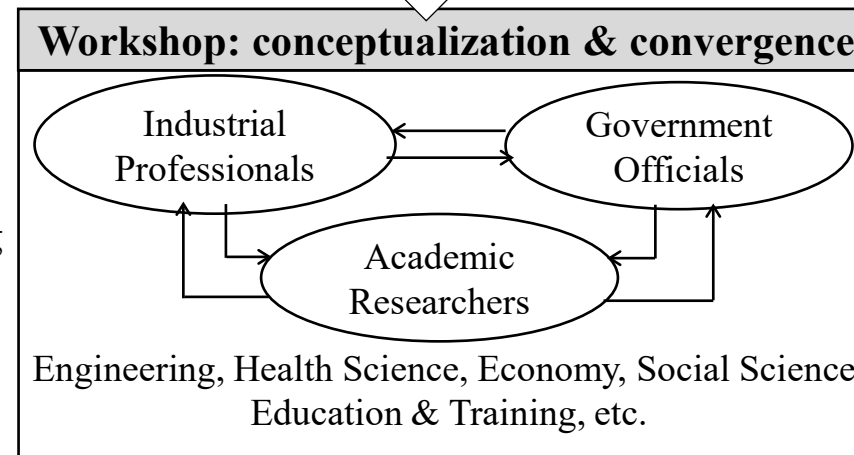 Workshop: conceptualization & convergence
Industrial
Professionals
Government
Officials
Academic
Researchers
Engineering, Health Science, Economy, Social Science
Education & Training, etc.